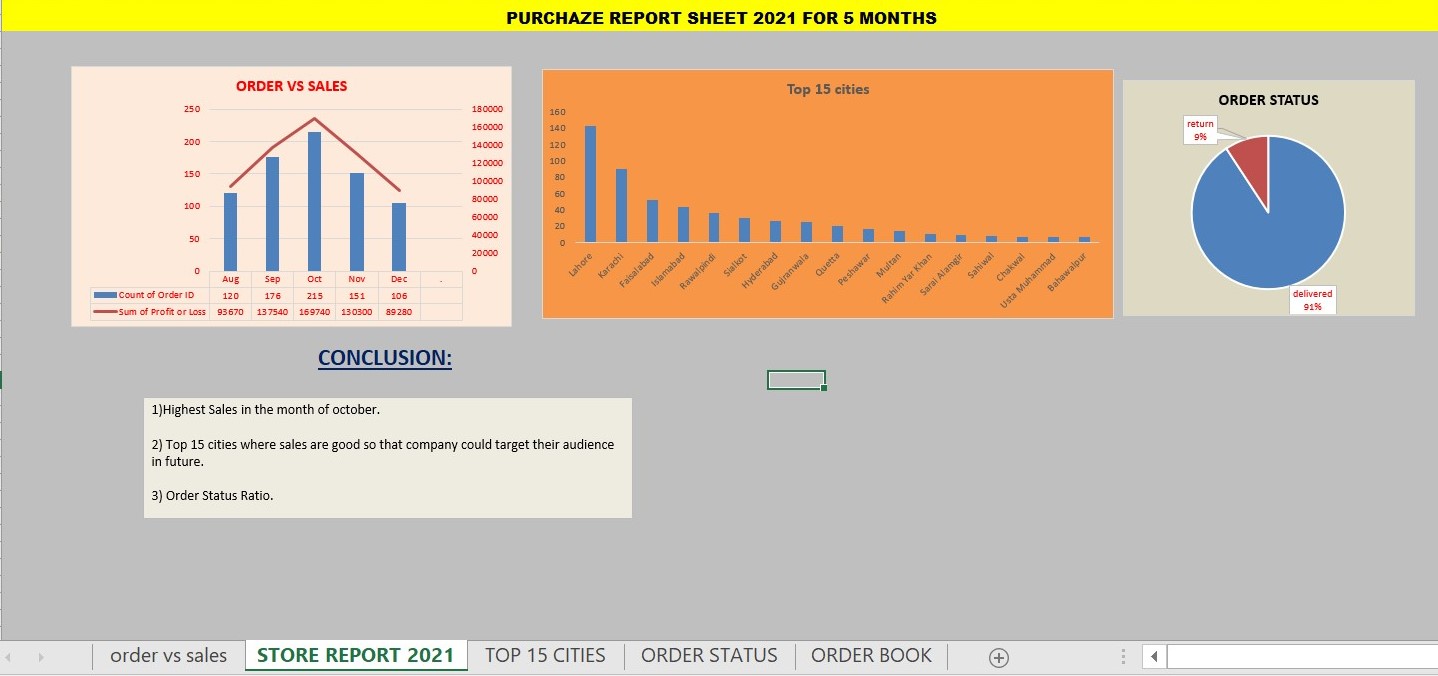 PURCHAZE REPORT SHEET 2021 FOR 5 MONTHS
ORDER VS SALES
250
200
150
100
50
0
180000
160000
140000
120000
100000
80000
60000
40000
20000
0
Aug Sep Oct Nov Dec .
Count of Order ID 120 176 215 151 106
Sum of Profit or Loss 93670 137540 169740 130300 89280
Top 15 cities
160
140
120
100
80
60
40
20
0
Lahore
Karachi
Faisalabad
Islamabad
Rawalpindi
Sialkot
Hyderabad
Gujranwala
Quetta
Peshawar
Multan
Rahim Yar Khan
Sarai Alamgir
Sahiwal
Chakwal
Usta Muhammad
Bahawalpur
ORDER STATUS
return
9%
delivered
91%
CONCLUSION:
1)Highest Sales in the month of october.
2) Top 15 cities where sales are good so that company could target their audience
in future.
3) Order Status Ratio.
order vs sales STORE REPORT 2021 TOP 15 CITIES ORDER STATUS ORDER BOOK